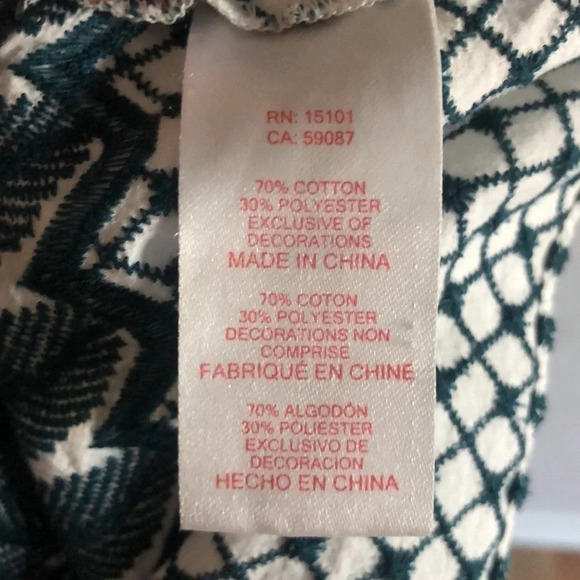 RN: 15101
CA: 59087
70% COTTON
30% POLYESTER
EXCLUSIVE OF
DECORATIONS
MADE IN CHINA
70% COTON
30% POLYESTER
DECORATIONS NON
COMPRISE
FABRIQUÉ EN CHINE
70% ALGODÓN
30% POLIESTER
EXCLUSIVO DE
DECORACION
HECHO EN CHINA